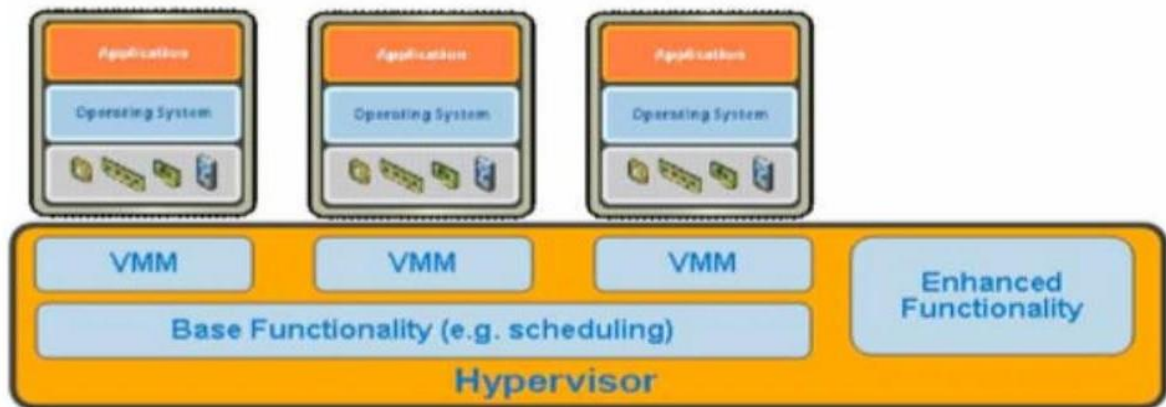 Application
Application
Application
Operating System
Operating System
Operating System
VMM
VMM
VMM
Enhanced
Functionality
Base Functionality (e.g. scheduling)
Hypervisor